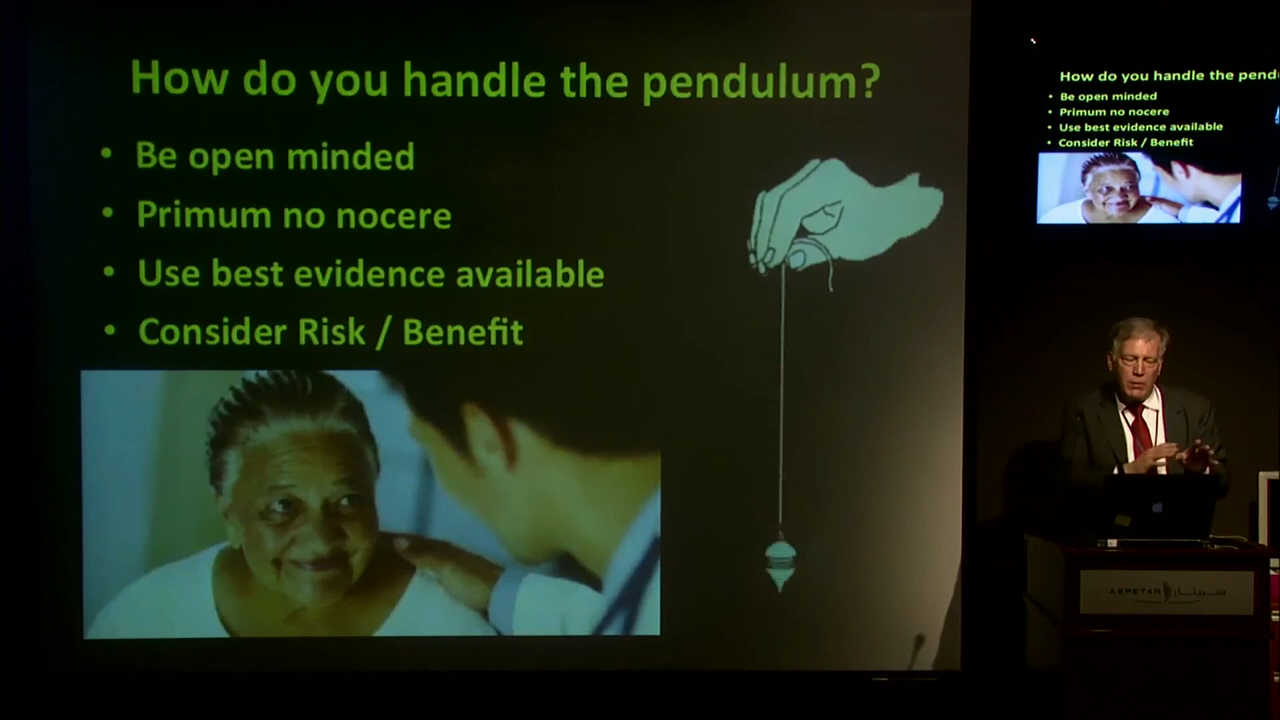 How do you handle the pendulum?
• Be open minded
• Primum no nocere
• Use best evidence available
• Consider Risk / Benefit
How do you handle the pend
• Be open minded
• Primum no nocere
• Use best evidence available
• Consider Risk / Benefit
ASPETAR سبيتار